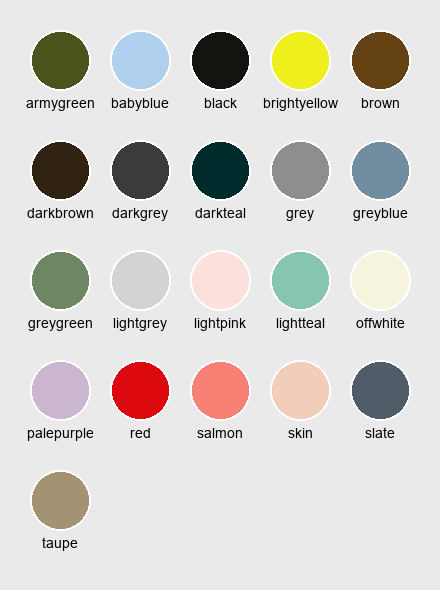 armygreen babyblue black brightyellow brown
darkbrown darkgrey darkteal grey greyblue
greygreen lightgrey lightpink lightteal offwhite
palepurple red salmon skin slate
taupe